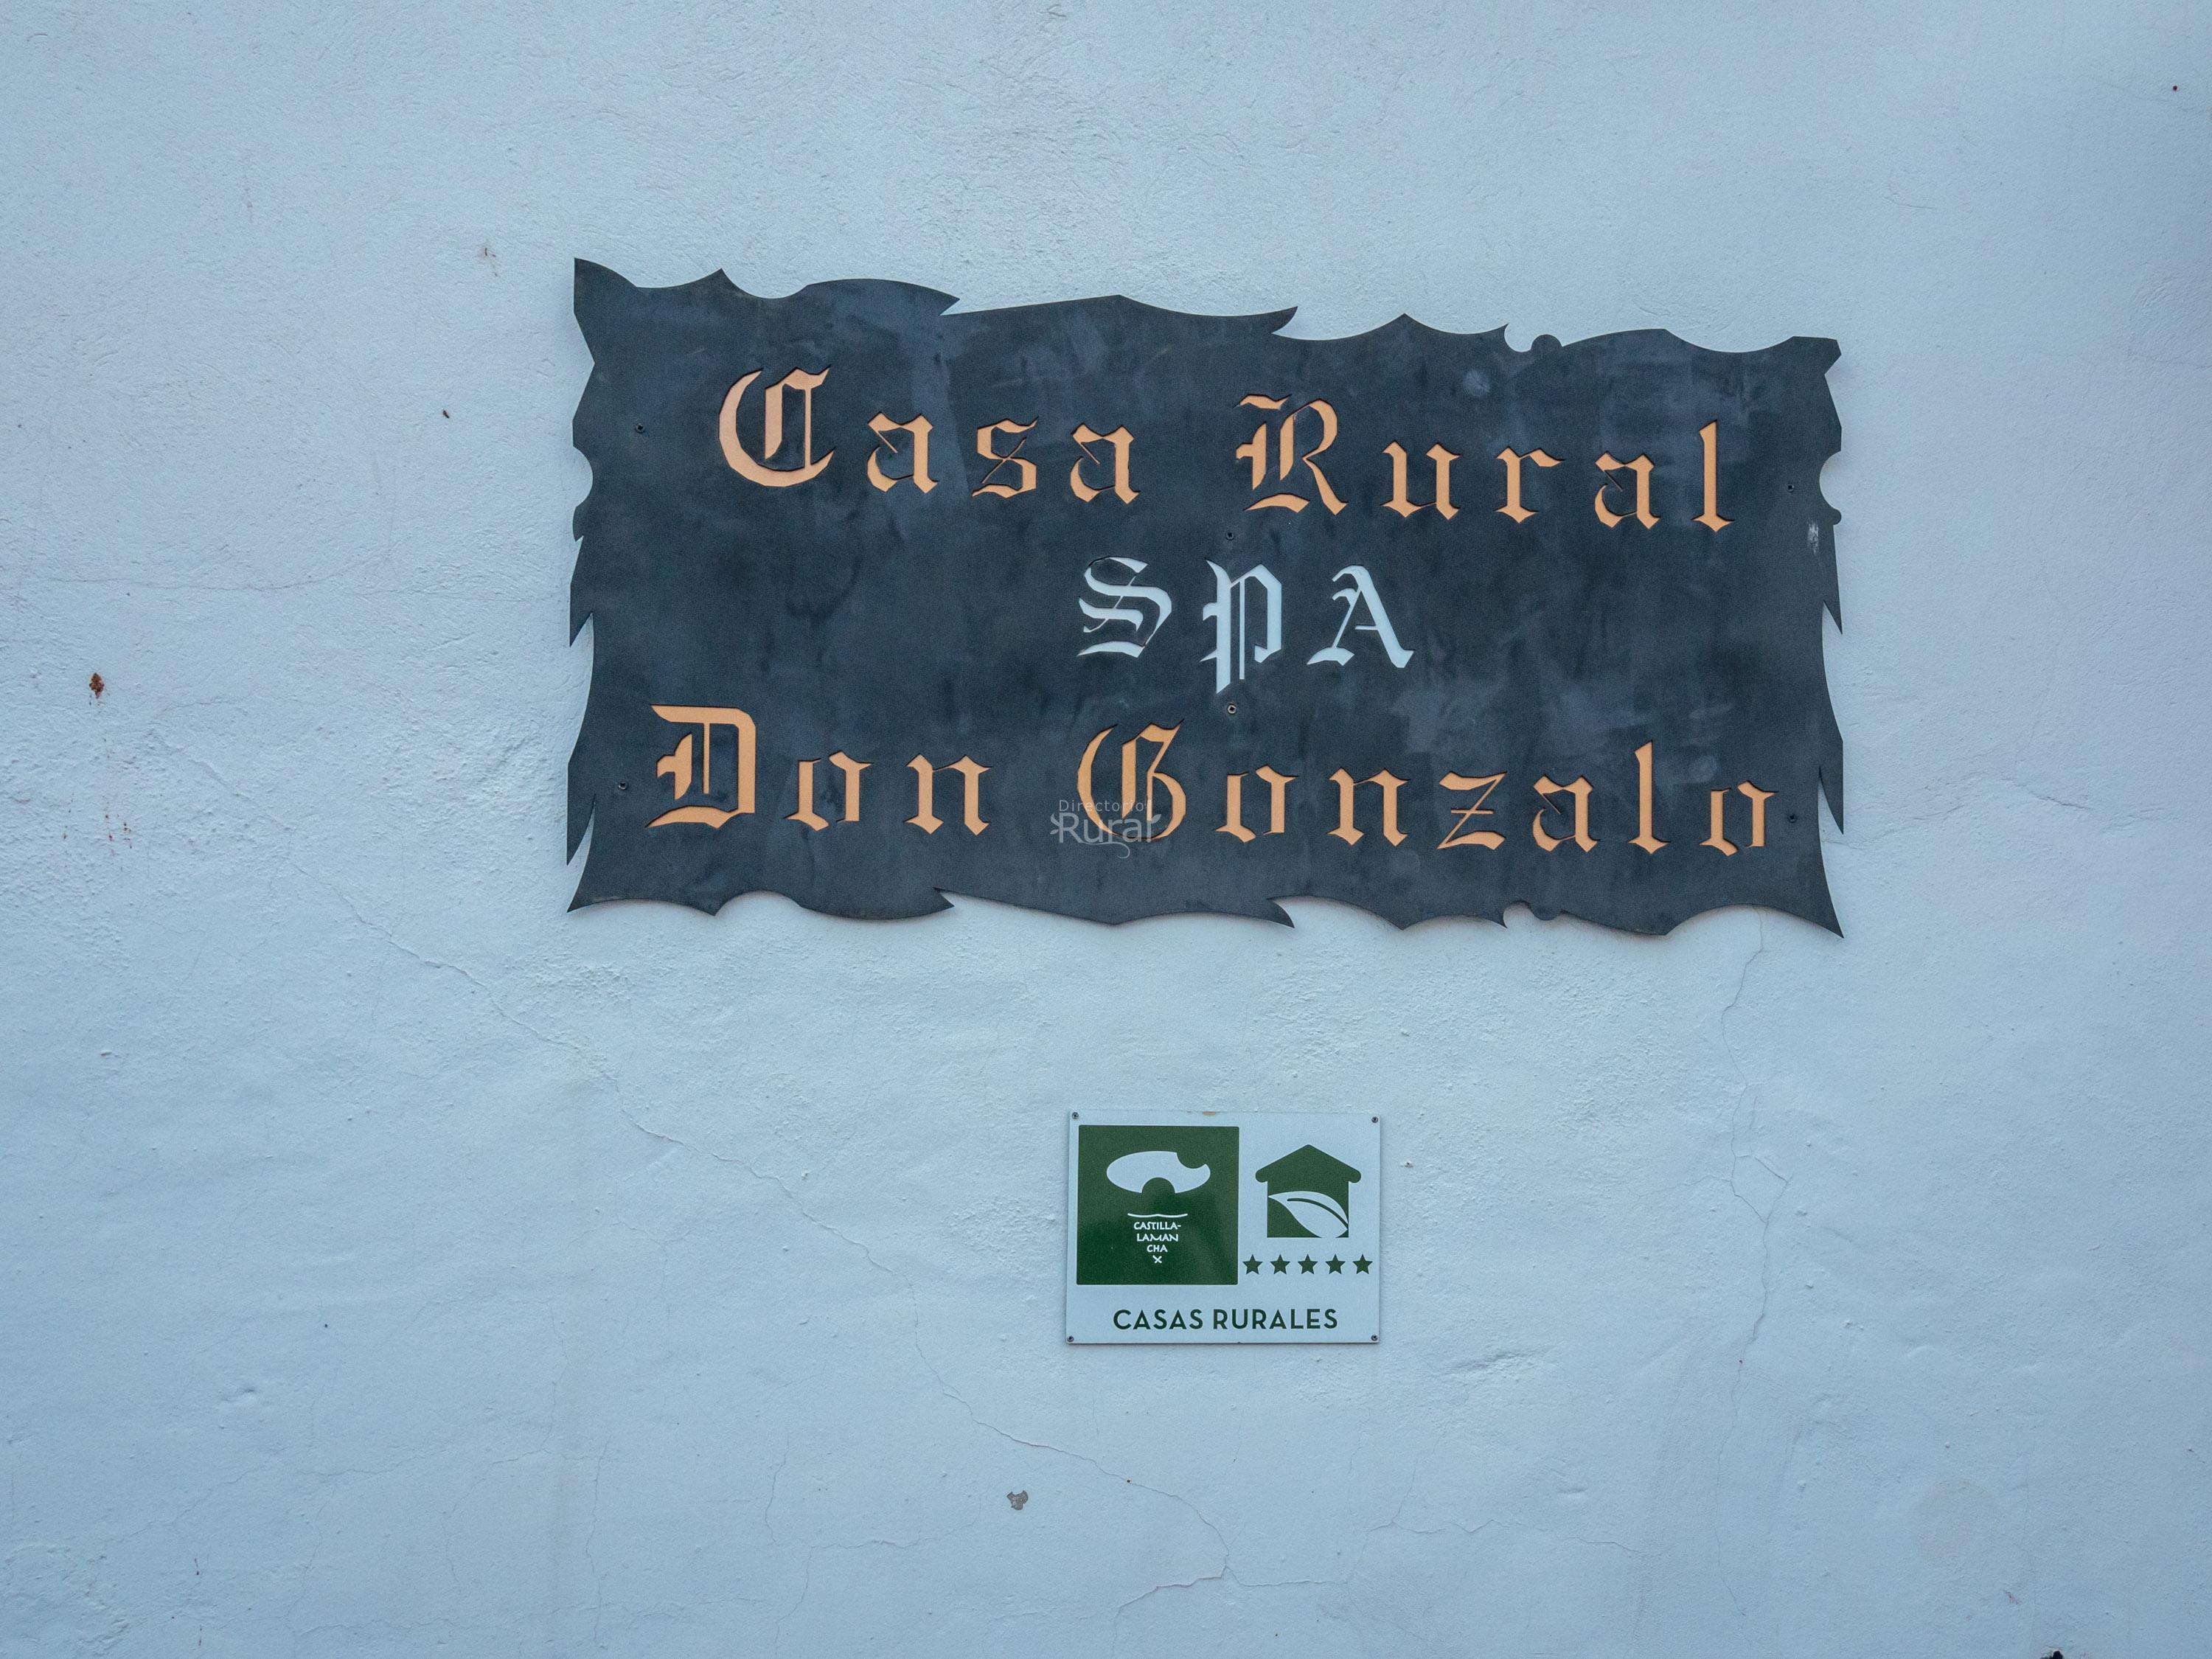 Casa Rural
SPA
Don Gonzalo
Directorio
Rural
CASTILLA-
LAMAN
CHA
X
CASAS RURALES